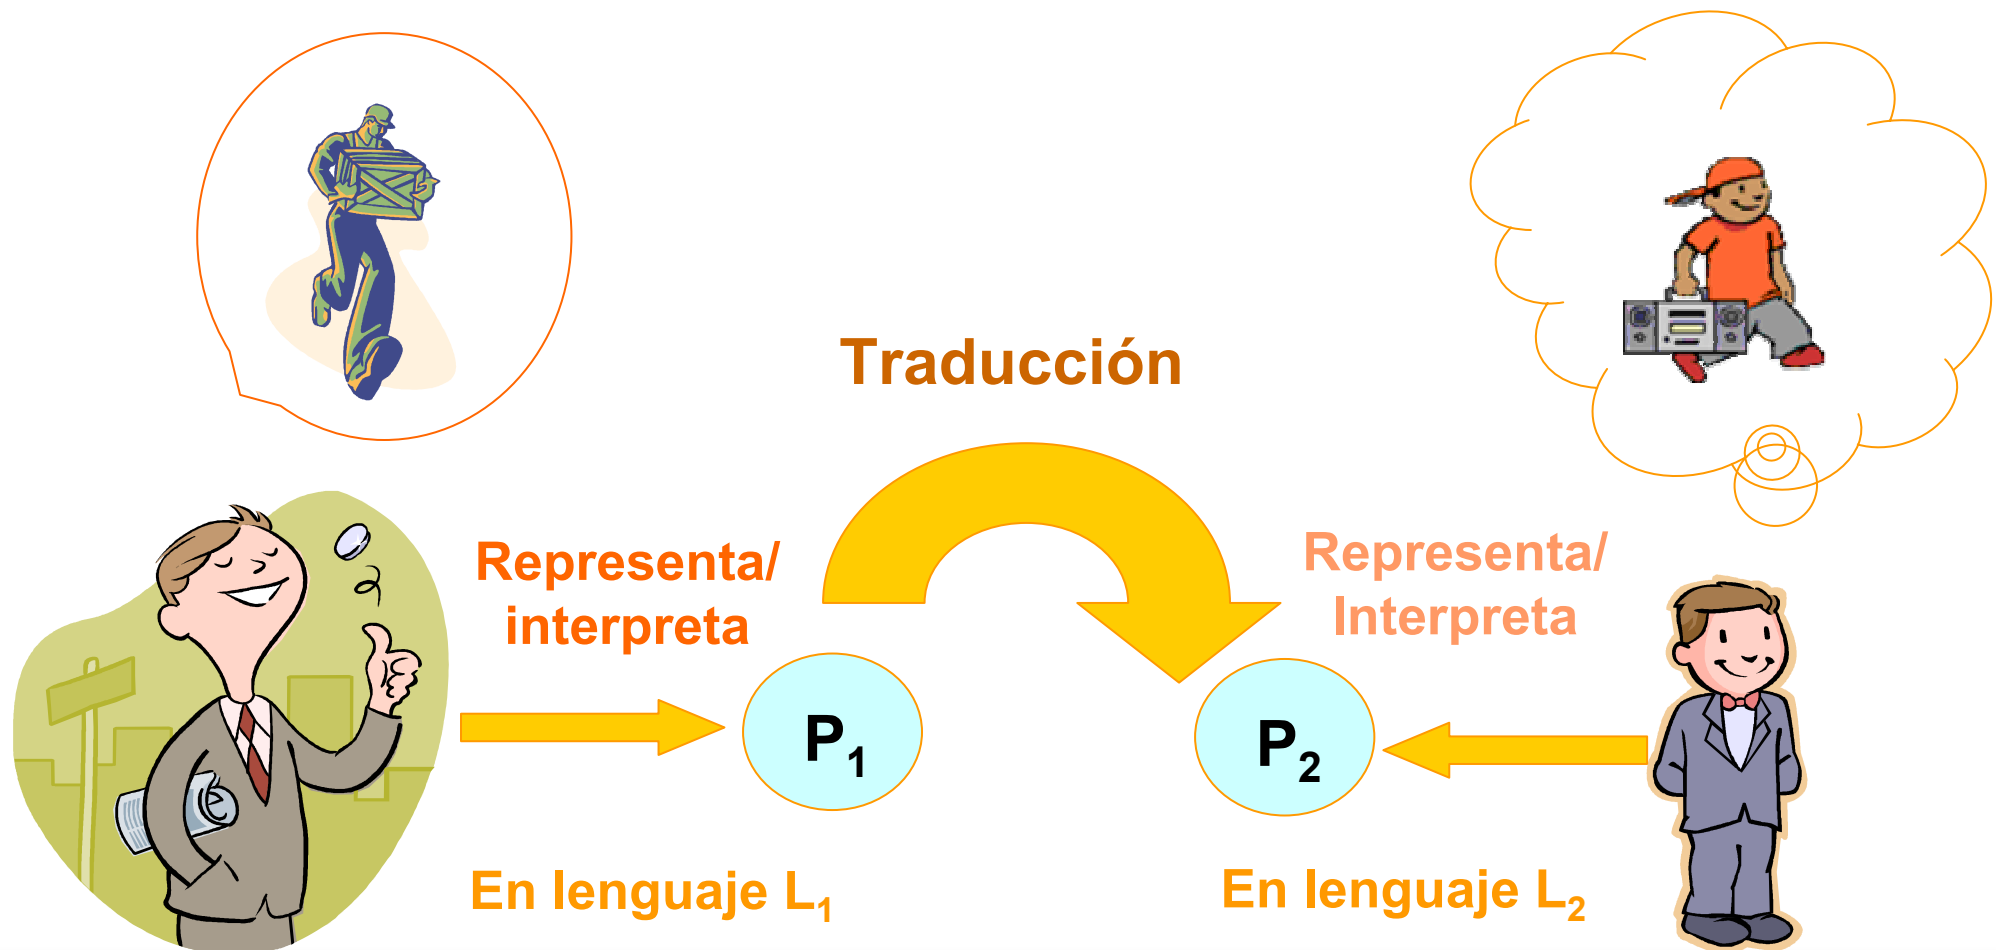 Traducción
Representa/
interpreta
Representa/
Interpreta
P₁
P₂
En lenguaje L₁
En lenguaje L₂